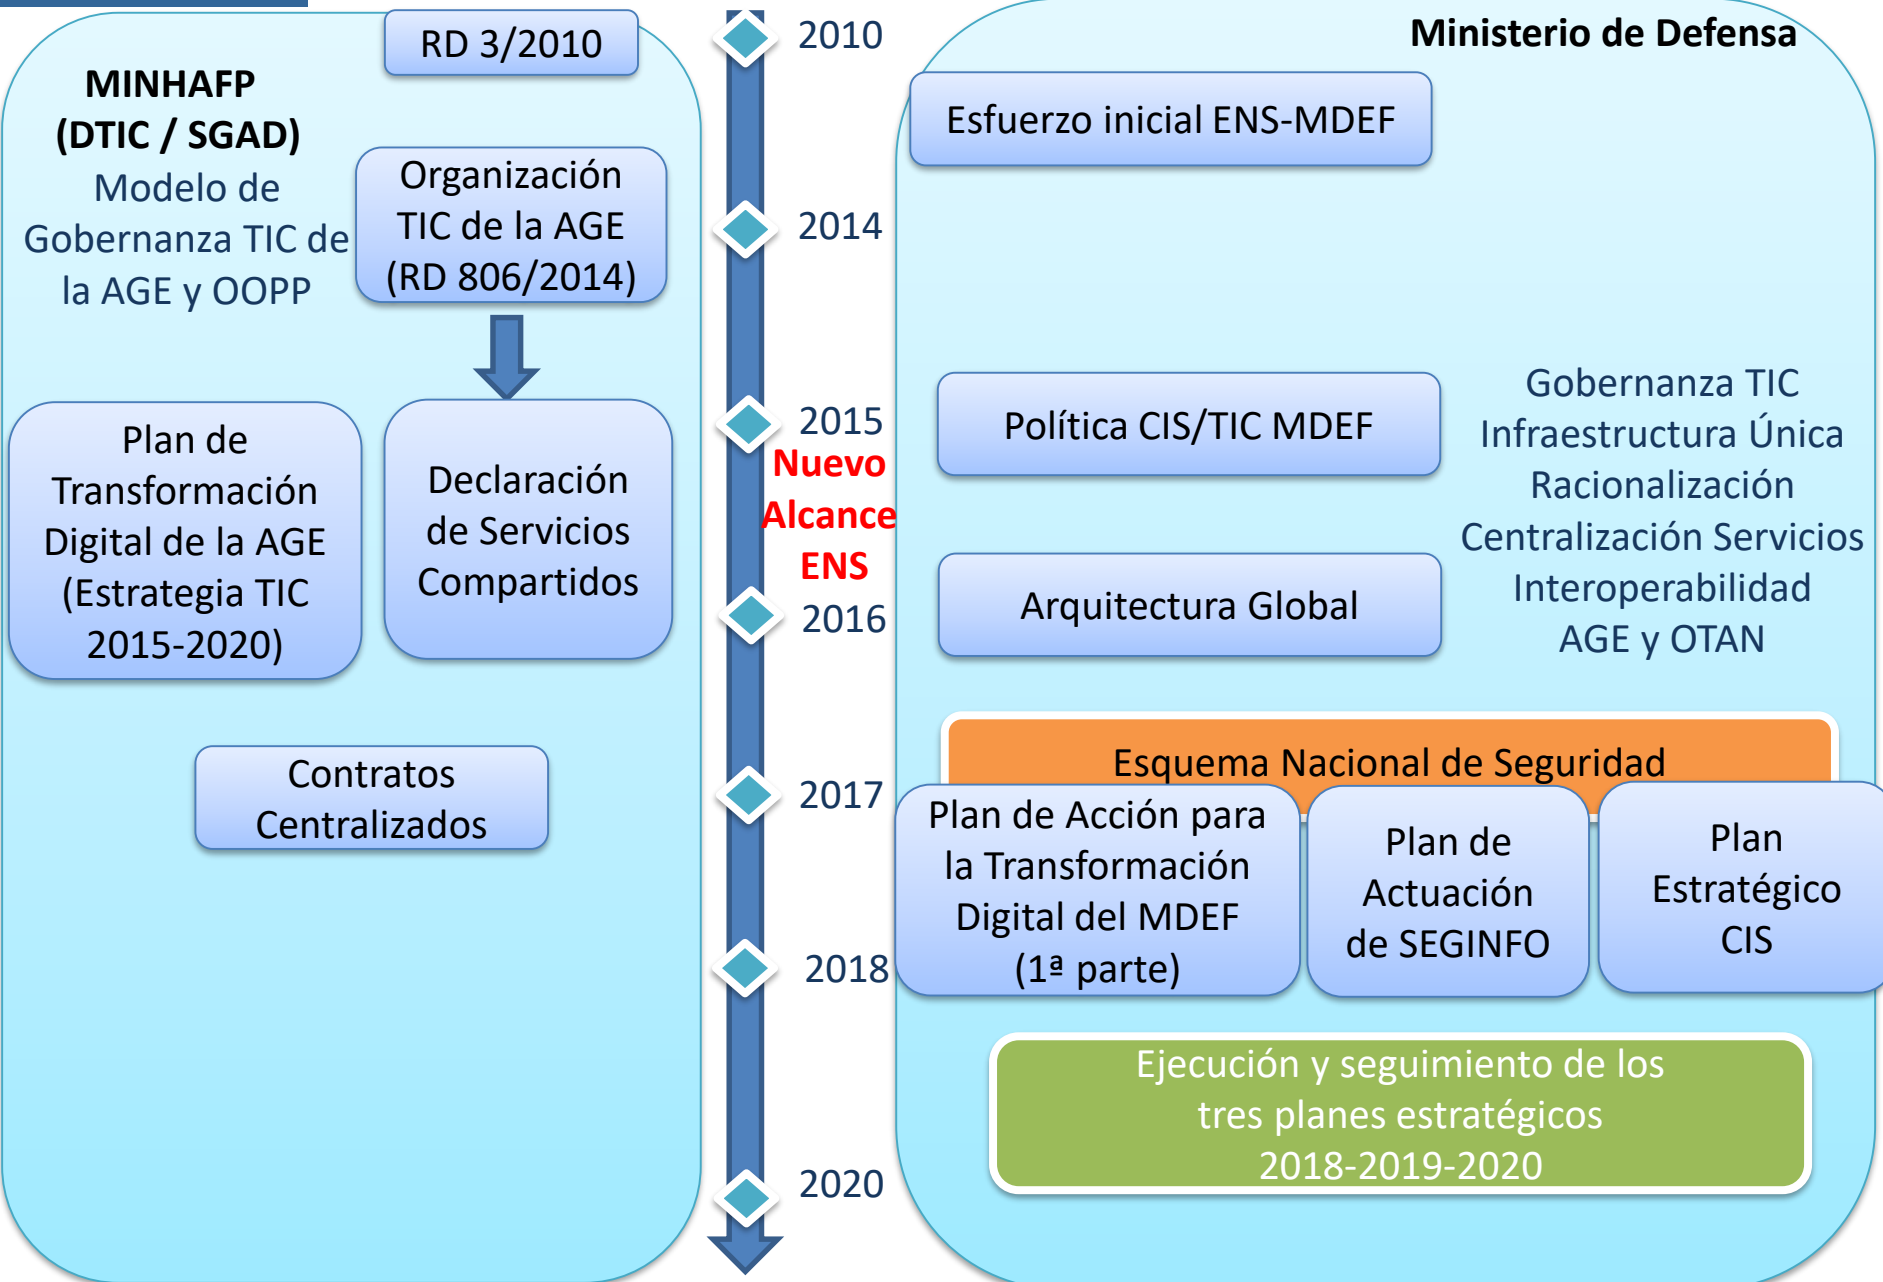 RD 3/2010
MINHAFP
(DTIC / SGAD)
Modelo de
Gobernanza TIC de
la AGE y OOPP
Organización
TIC de la AGE
(RD 806/2014)
Plan de
Transformación
Digital de la AGE
(Estrategia TIC
2015-2020)
Declaración
de Servicios
Compartidos
Contratos
Centralizados
2010
2014
2015
Nuevo
Alcance
ENS
2016
2017
2018
2020
Ministerio de Defensa
Esfuerzo inicial ENS-MDEF
Política CIS/TIC MDEF
Arquitectura Global
Gobernanza TIC
Infraestructura Única
Racionalización
Centralización Servicios
Interoperabilidad
AGE y OTAN
Esquema Nacional de Seguridad
Plan de Acción para
la Transformación
Digital del MDEF
(1ª parte)
Plan de
Actuación
de SEGINFO
Plan
Estratégico
CIS
Ejecución y seguimiento de los
tres planes estratégicos
2018-2019-2020